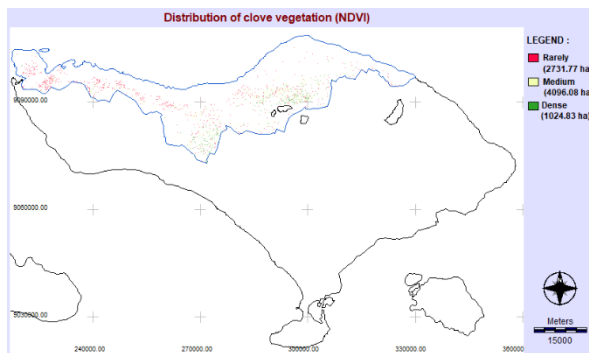 Distribution of clove vegetation (NDVI)
LEGEND :
Rarely
(2731.77 ha)
Medium
(4096.08 ha)
Dense
(1024.83 ha)
9090000.00
9060000.00
9030000.00
240000.00
270000.00
300000.00
330000.00
360000
Meters
15000